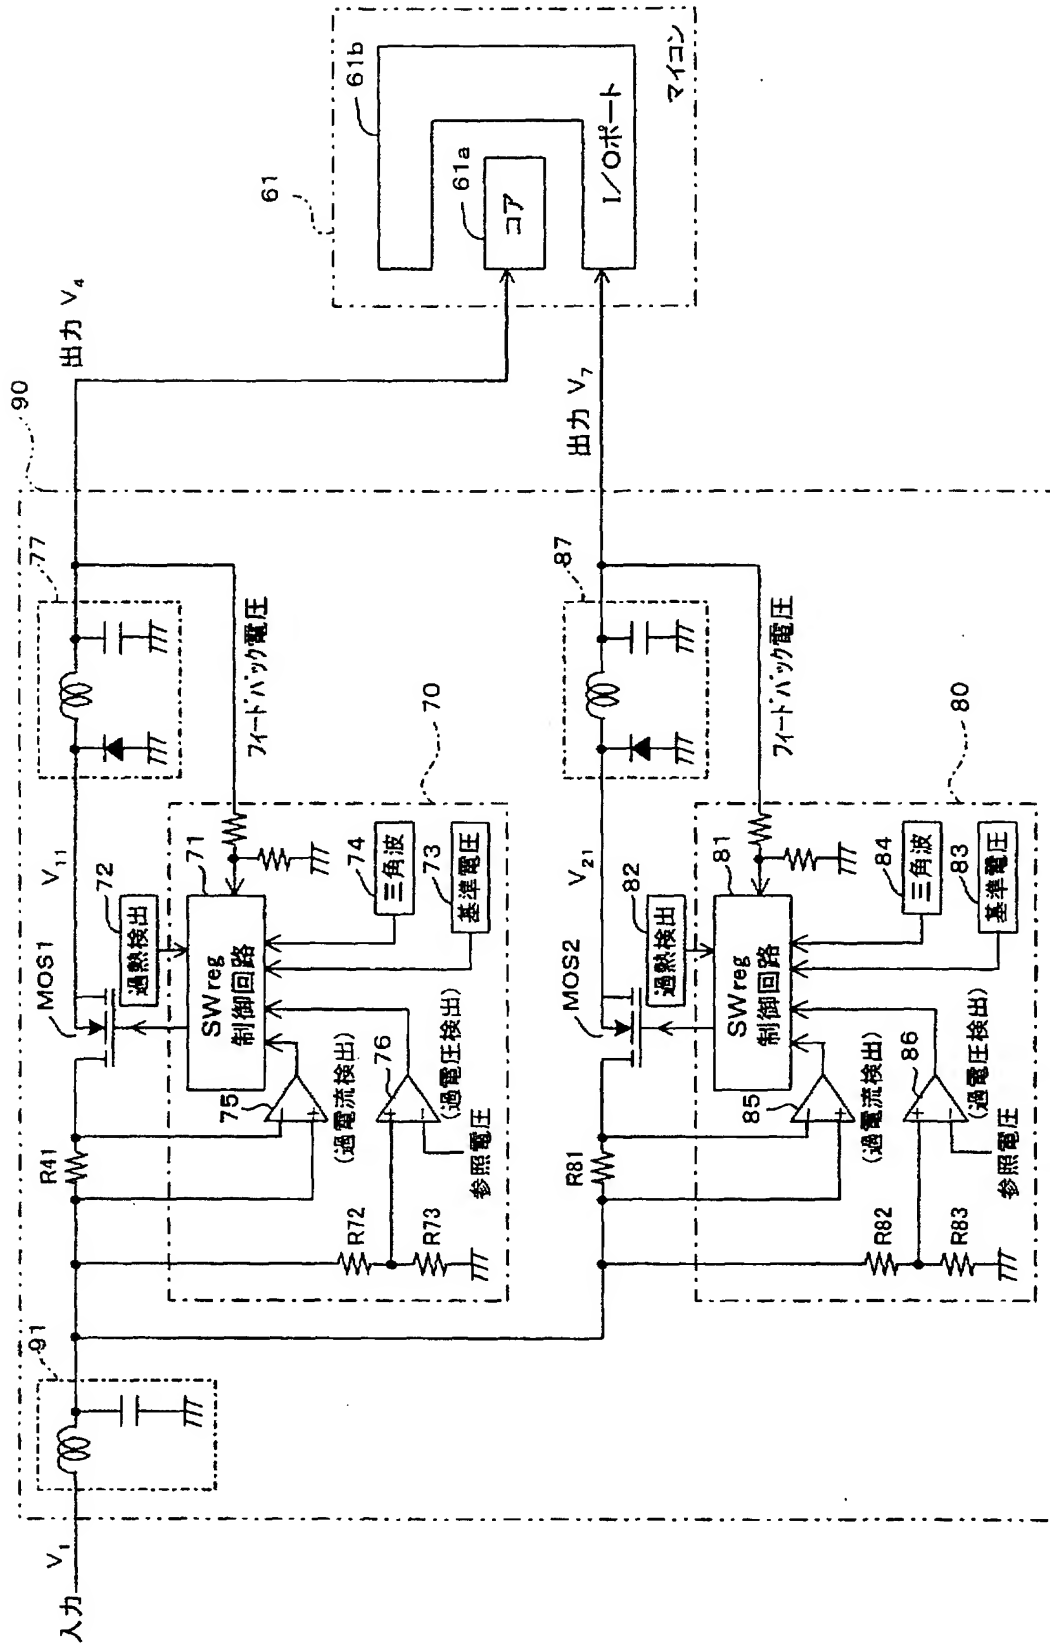 入力 V₁
91
90
R41
MOS1
V₁₁
77
出力 V₄
72
過熱検出
71
SWreg
制御回路
フィードバック電圧
70
74
三角波
73
基準電圧
75
(過電流検出)
76
(過電圧検出)
参照電圧
R72
R73
R81
MOS2
V₂₁
87
出力 V₇
82
過熱検出
81
SWreg
制御回路
フィードバック電圧
80
84
三角波
83
基準電圧
85
(過電流検出)
86
(過電圧検出)
参照電圧
R82
R83
61
61b
61a
コア
I/Oポート
マイコン